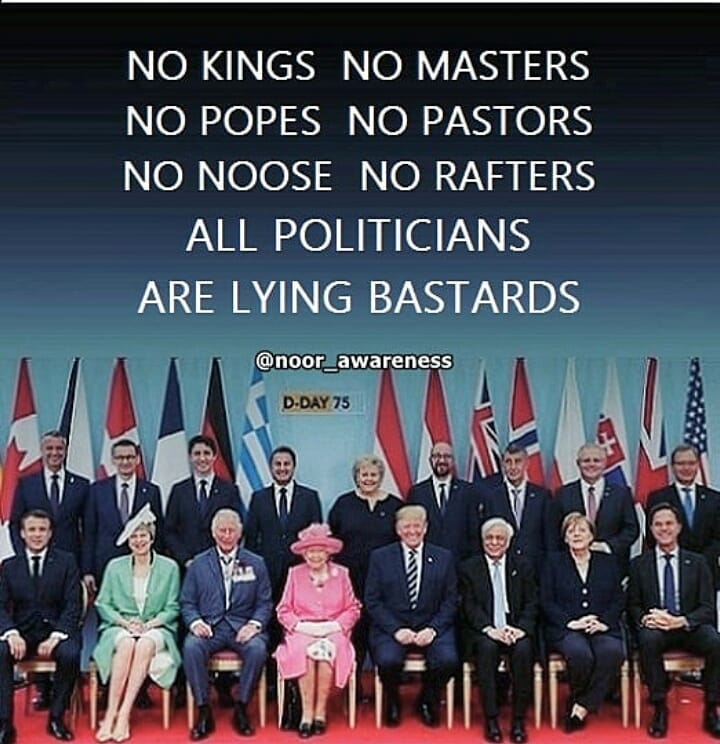 NO KINGS NO MASTERS
NO POPES NO PASTORS
NO NOOSE NO RAFTERS
ALL POLITICIANS
ARE LYING BASTARDS
@noor_awareness
D-DAY 75